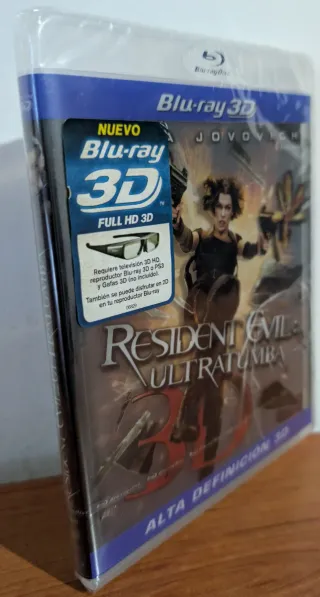 Blu-ray Disc
Blu-ray 3D
JOVOVICH
NUEVO
Blu-ray
3D
FULL HD 3D
Requiere televisión 3D HD,
reproductor Blu-ray 3D o PS3
y Gafas 3D (no incluido).
También se puede disfrutar en 2D
en tu reproductor Blu-ray
RESIDENT EVIL:
ULTRATUMBA
3D
ALTA DEFINICIÓN 3D